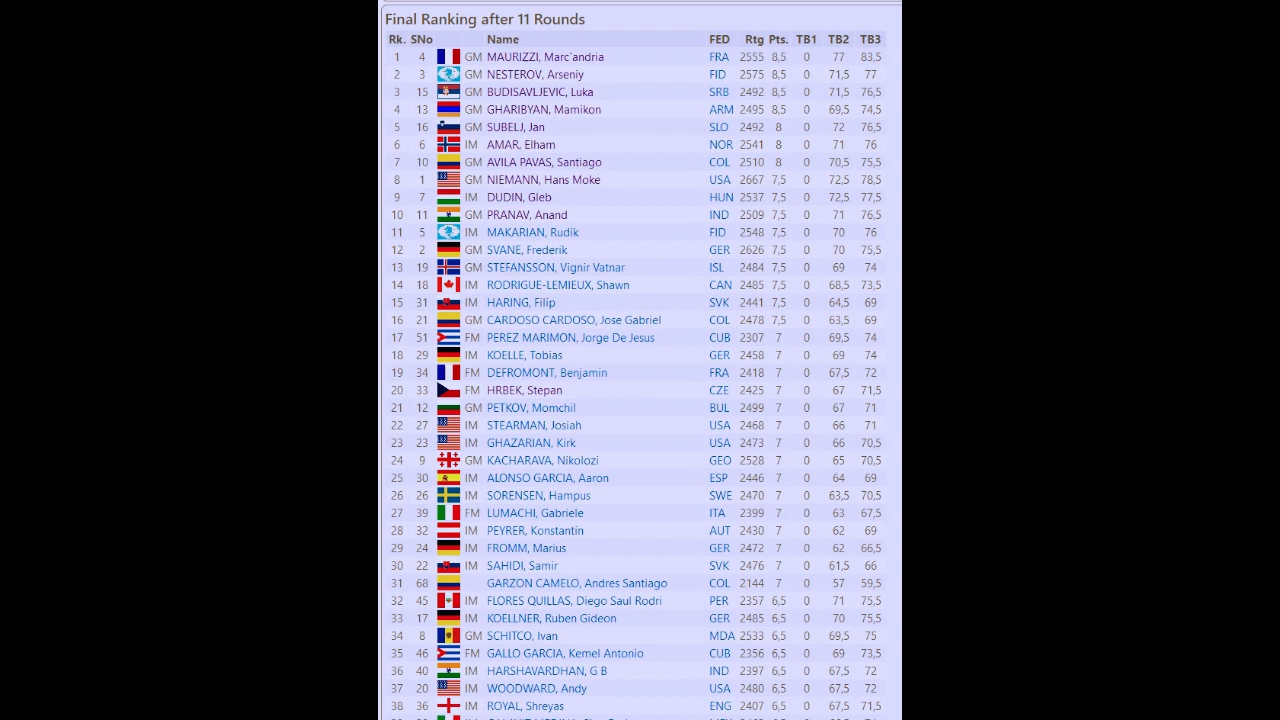 Final Ranking after 11 Rounds
Rk. SNo Name FED Rtg Pts. TB1 TB2 TB3
1 4 GM MAURIZZI, Marc`andria FRA 2555 8,5 0 77 83,5
2 3 GM NESTEROV, Arseniy FID 2575 8,5 0 71,5 77
3 15 GM BUDISAVLJEVIC, Luka SRB 2492 8,5 0 71,5 76,5
4 13 GM GHARIBYAN, Mamikon ARM 2495 8,5 0 69,5 74,5
5 16 GM SUBELJ, Jan SLO 2492 8 0 72 76,5
6 6 IM AMAR, Elham NOR 2541 8 0 71 76
7 10 GM AVILA PAVAS, Santiago COL 2510 8 0 70,5 75,5
8 1 GM NIEMANN, Hans Moke USA 2667 7,5 0 72,5 78,5
9 7 IM DUDIN, Gleb HUN 2537 7,5 0 72,5 77,5
10 11 GM PRANAV, Anand IND 2509 7,5 0 71 76,5
11 5 IM MAKARIAN, Rudik FID 2548 7,5 0 70 75
12 2 GM SVANE, Frederik GER 2626 7,5 0 69 73,5
13 19 GM STEFANSSON, Vignir Vatnar ISL 2484 7,5 0 69 73
14 18 GM RODRIGUE-LEMIEUX, Shawn CAN 2485 7,5 0 68,5 73,5
15 31 IM HARING, Filip SVK 2441 7,5 0 64,5 68
16 21 GM CARDOSO CARDOSO, Jose Gabriel COL 2478 7,5 0 63,5 69
17 51 FM PEREZ MARIMON, Jorge De Jesus CUB 2307 7 0 69,5 75
18 29 IM KOELLE, Tobias GER 2458 7 0 69 74
19 34 FM DEFROMONT, Benjamin FRA 2418 7 0 67,5 72
20 33 FM HRBEK, Stepan CZE 2425 7 0 67 71,5
21 12 GM PETKOV, Momchil BUL 2499 7 0 67 71
22 27 IM STEARMAN, Josiah USA 2468 7 0 66 71
23 23 IM GHAZARIAN, Kirk USA 2473 7 0 66 70,5
24 9 GM KACHARAVA, Nikolozi GEO 2528 7 0 65 70,5
25 30 IM ALONSO GARCIA, Aaron ESP 2446 7 0 64 69
26 26 IM SORENSEN, Hampus SWE 2470 7 0 63,5 70,5
27 39 FM LUMACHI, Gabriele ITA 2399 7 0 63 67,5
28 32 IM PEYRER, Konstantin AUT 2430 7 0 62 67
29 24 IM FROMM, Marius GER 2472 7 0 62 66,5
30 22 IM SAHIDI, Samir SVK 2476 7 0 61,5 66
31 68 GARZON CAMELO, Andres Santiago COL 2144 7 0 57 59,5
32 45 IM FLORES QUILLAS, Diego Saul Rodri PER 2357 6,5 0 71 75,5
33 17 IM KOELLNER, Ruben Gideon GER 2485 6,5 0 70 75
34 8 GM SCHITCO, Ivan MDA 2533 6,5 0 69,5 75
35 46 FM GALLO GARCIA, Kemel Antonio CUB 2356 6,5 0 69 73,5
36 40 IM HARSHAVARDHAN, G B IND 2397 6,5 0 67,5 72
37 20 IM WOODWARD, Andy USA 2480 6,5 0 67,5 72
38 36 IM ROYAL, Shreyas ENG 2407 6,5 0 67,5 71,5